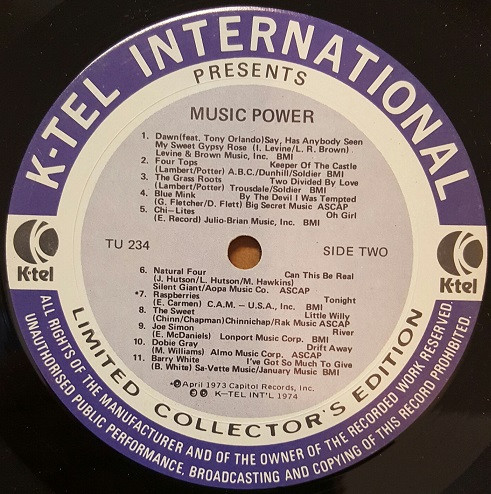 K-TEL INTERNATIONAL
PRESENTS
MUSIC POWER
1. Dawn(feat. Tony Orlando)Say, Has Anybody Seen
My Sweet Gypsy Rose (I. Levine/L. R. Brown)
Levine & Brown Music, Inc. BMI
2. Four Tops Keeper Of The Castle
(Lambert/Potter) A.B.C./Dunhill/Soldier BMI
3. The Grass Roots Two Divided By Love
(Lambert/Potter) Trousdale/Soldier BMI
4. Blue Mink By The Devil I Was Tempted
(G. Fletcher/D. Flett) Big Secret Music ASCAP
5. Chi-Lites Oh Girl
(E. Record) Julio-Brian Music, Inc. BMI
TU 234 SIDE TWO
K-tel
K-tel
6. Natural Four Can This Be Real
(J. Hutson/L. Hutson/M. Hawkins)
Silent Giant/Aopa Music Co. ASCAP
*7. Raspberries Tonight
(E. Carmen) C.A.M. – U.S.A., Inc. BMI
8. The Sweet Little Willy
(Chinn/Chapman)Chinnichap/Rak Music ASCAP
9. Joe Simon River
(E. McDaniels) Lonport Music Corp. BMI
10. Dobie Gray Drift Away
(M. Williams) Almo Music Corp. ASCAP
11. Barry White I've Got So Much To Give
(B. White) Sa-Vette Music/January Music BMI
*℗April 1973 Capitol Records, Inc.
©℗ K–TEL INT'L 1974
LIMITED COLLECTOR'S EDITION
ALL RIGHTS OF THE MANUFACTURER AND OF THE OWNER OF THE RECORDED WORK RESERVED.
UNAUTHORISED PUBLIC PERFORMANCE, BROADCASTING AND COPYING OF THIS RECORD PROHIBITED.